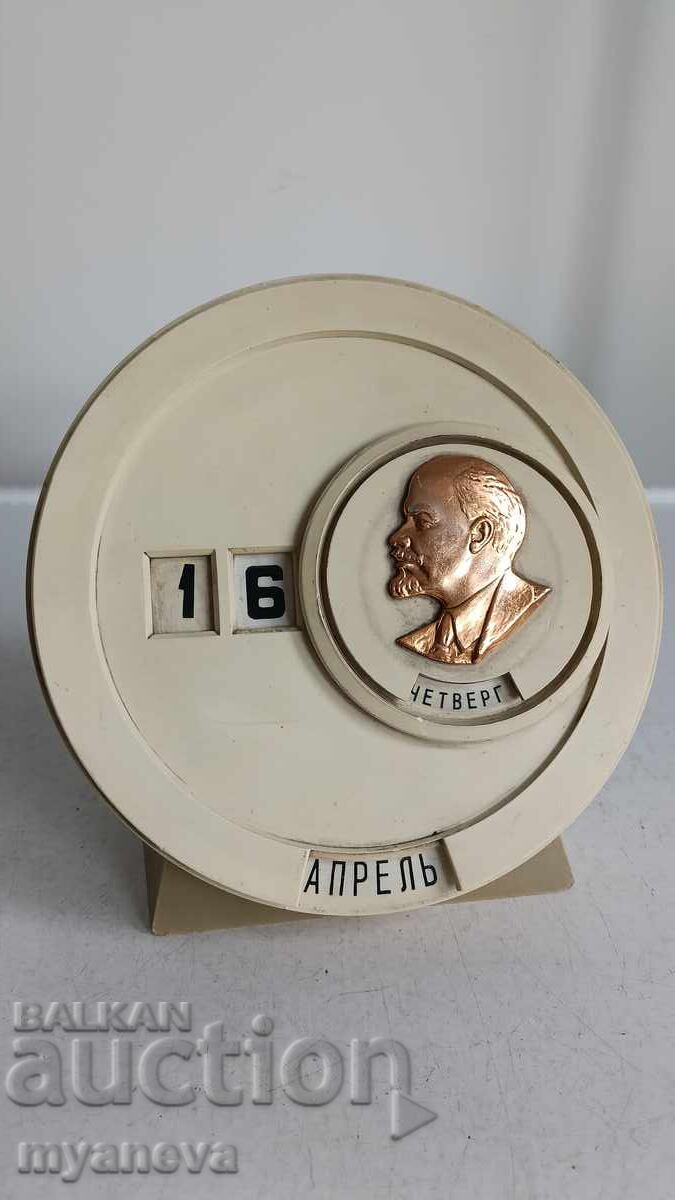 16
ЧЕТВЕРГ
АПРЕЛЬ
BALKAN
auction
myaneva